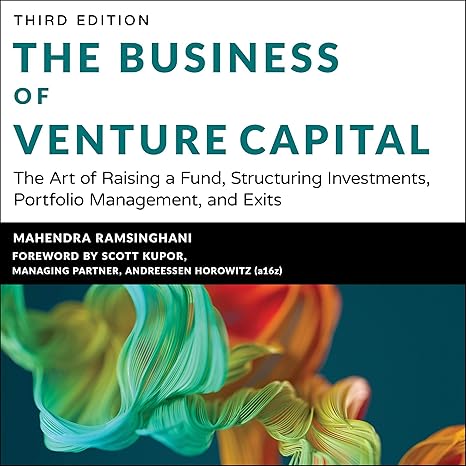 THIRD EDITION
THE BUSINESS
OF
VENTURE CAPITAL
The Art of Raising a Fund, Structuring Investments,
Portfolio Management, and Exits
MAHENDRA RAMSINGHANI
FOREWORD BY SCOTT KUPOR,
MANAGING PARTNER, ANDREESSEN HOROWITZ (a16z)